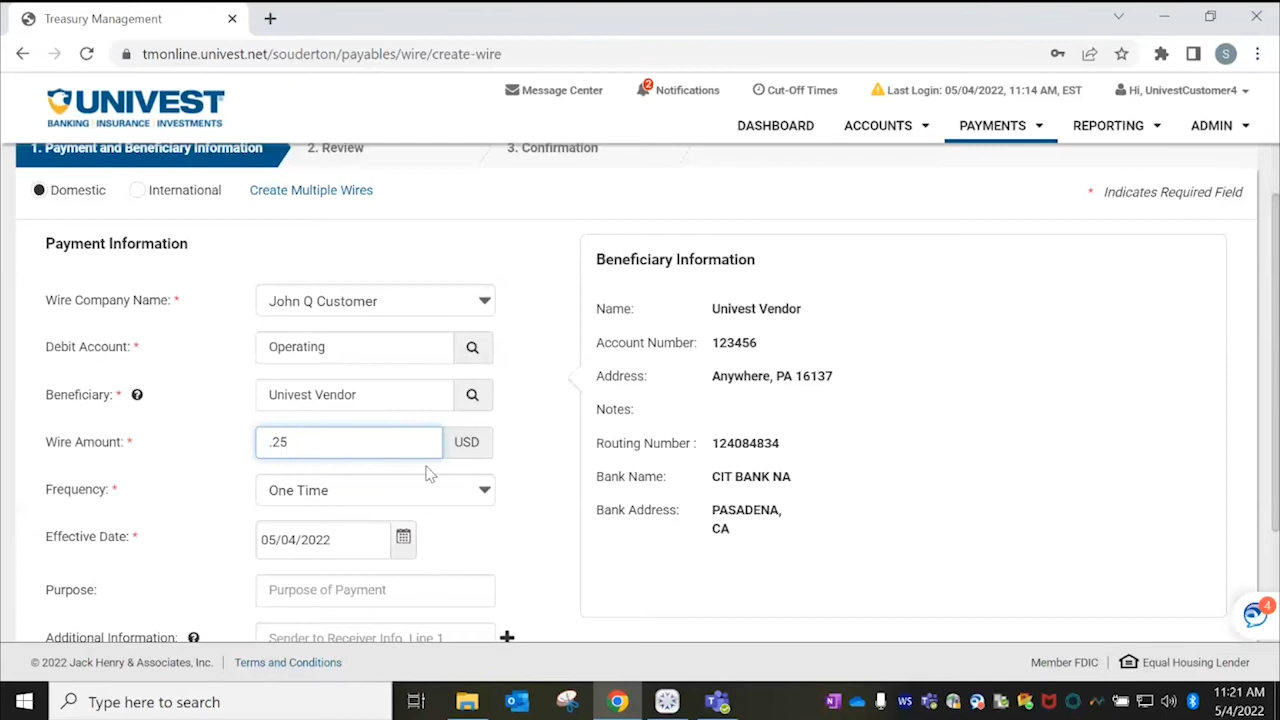 Treasury Management
tmonline.univest.net/souderton/payables/wire/create-wire
S
UNIVEST
BANKING | INSURANCE | INVESTMENTS
Message Center
2
Notifications
Cut-Off Times
Last Login: 05/04/2022, 11:14 AM, EST
Hi, UnivestCustomer4
DASHBOARD
ACCOUNTS
PAYMENTS
REPORTING
ADMIN
1. Payment and Beneficiary Information
2. Review
3. Confirmation
Domestic
International
Create Multiple Wires
* Indicates Required Field
Payment Information
Wire Company Name: *
John Q Customer
Debit Account: *
Operating
Beneficiary: *
Univest Vendor
Wire Amount: *
.25
USD
Frequency: *
One Time
Effective Date: *
05/04/2022
Purpose:
Purpose of Payment
Additional Information:
Sender to Receiver Info. Line 1
Beneficiary Information
Name: Univest Vendor
Account Number: 123456
Address: Anywhere, PA 16137
Notes:
Routing Number : 124084834
Bank Name: CIT BANK NA
Bank Address: PASADENA,
CA
4
© 2022 Jack Henry & Associates, Inc.
Terms and Conditions
Member FDIC
Equal Housing Lender
Type here to search
11:21 AM
5/4/2022